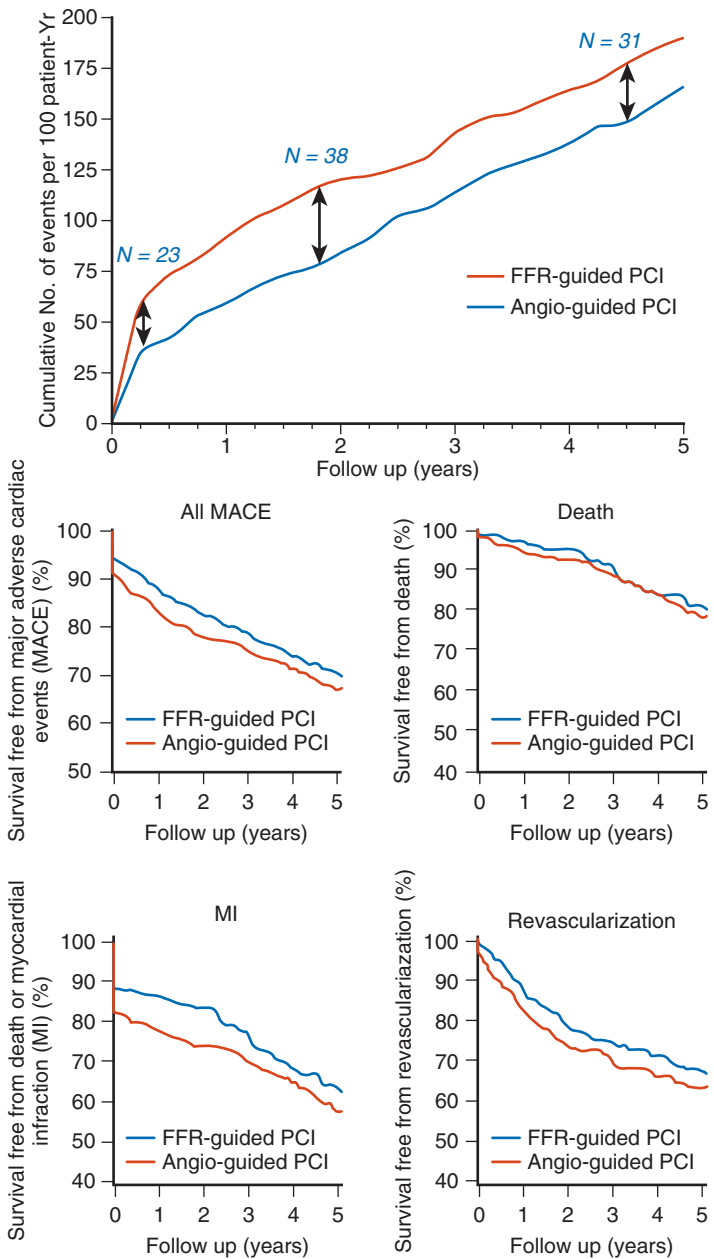 Cumulative No. of events per 100 patient-Yr
200
175
150
125
100
75
50
25
0
N = 23
N = 38
N = 31
FFR-guided PCI
Angio-guided PCI
0 1 2 3 4 5
Follow up (years)
All MACE
Survival free from major adverse cardiac
events (MACE) (%)
100
90
80
70
60
50
FFR-guided PCI
Angio-guided PCI
0 1 2 3 4 5
Follow up (years)
Death
Survival free from death (%)
100
90
80
60
70
50
40
FFR-guided PCI
Angio-guided PCI
0 1 2 3 4 5
Follow up (years)
MI
Survival free from death or myocardial
infraction (MI) (%)
100
90
80
70
60
50
40
FFR-guided PCI
Angio-guided PCI
0 1 2 3 4 5
Follow up (years)
Revascularization
Survival free from revasculariazation (%)
100
90
80
70
60
50
40
FFR-guided PCI
Angio-guided PCI
0 1 2 3 4 5
Follow up (years)